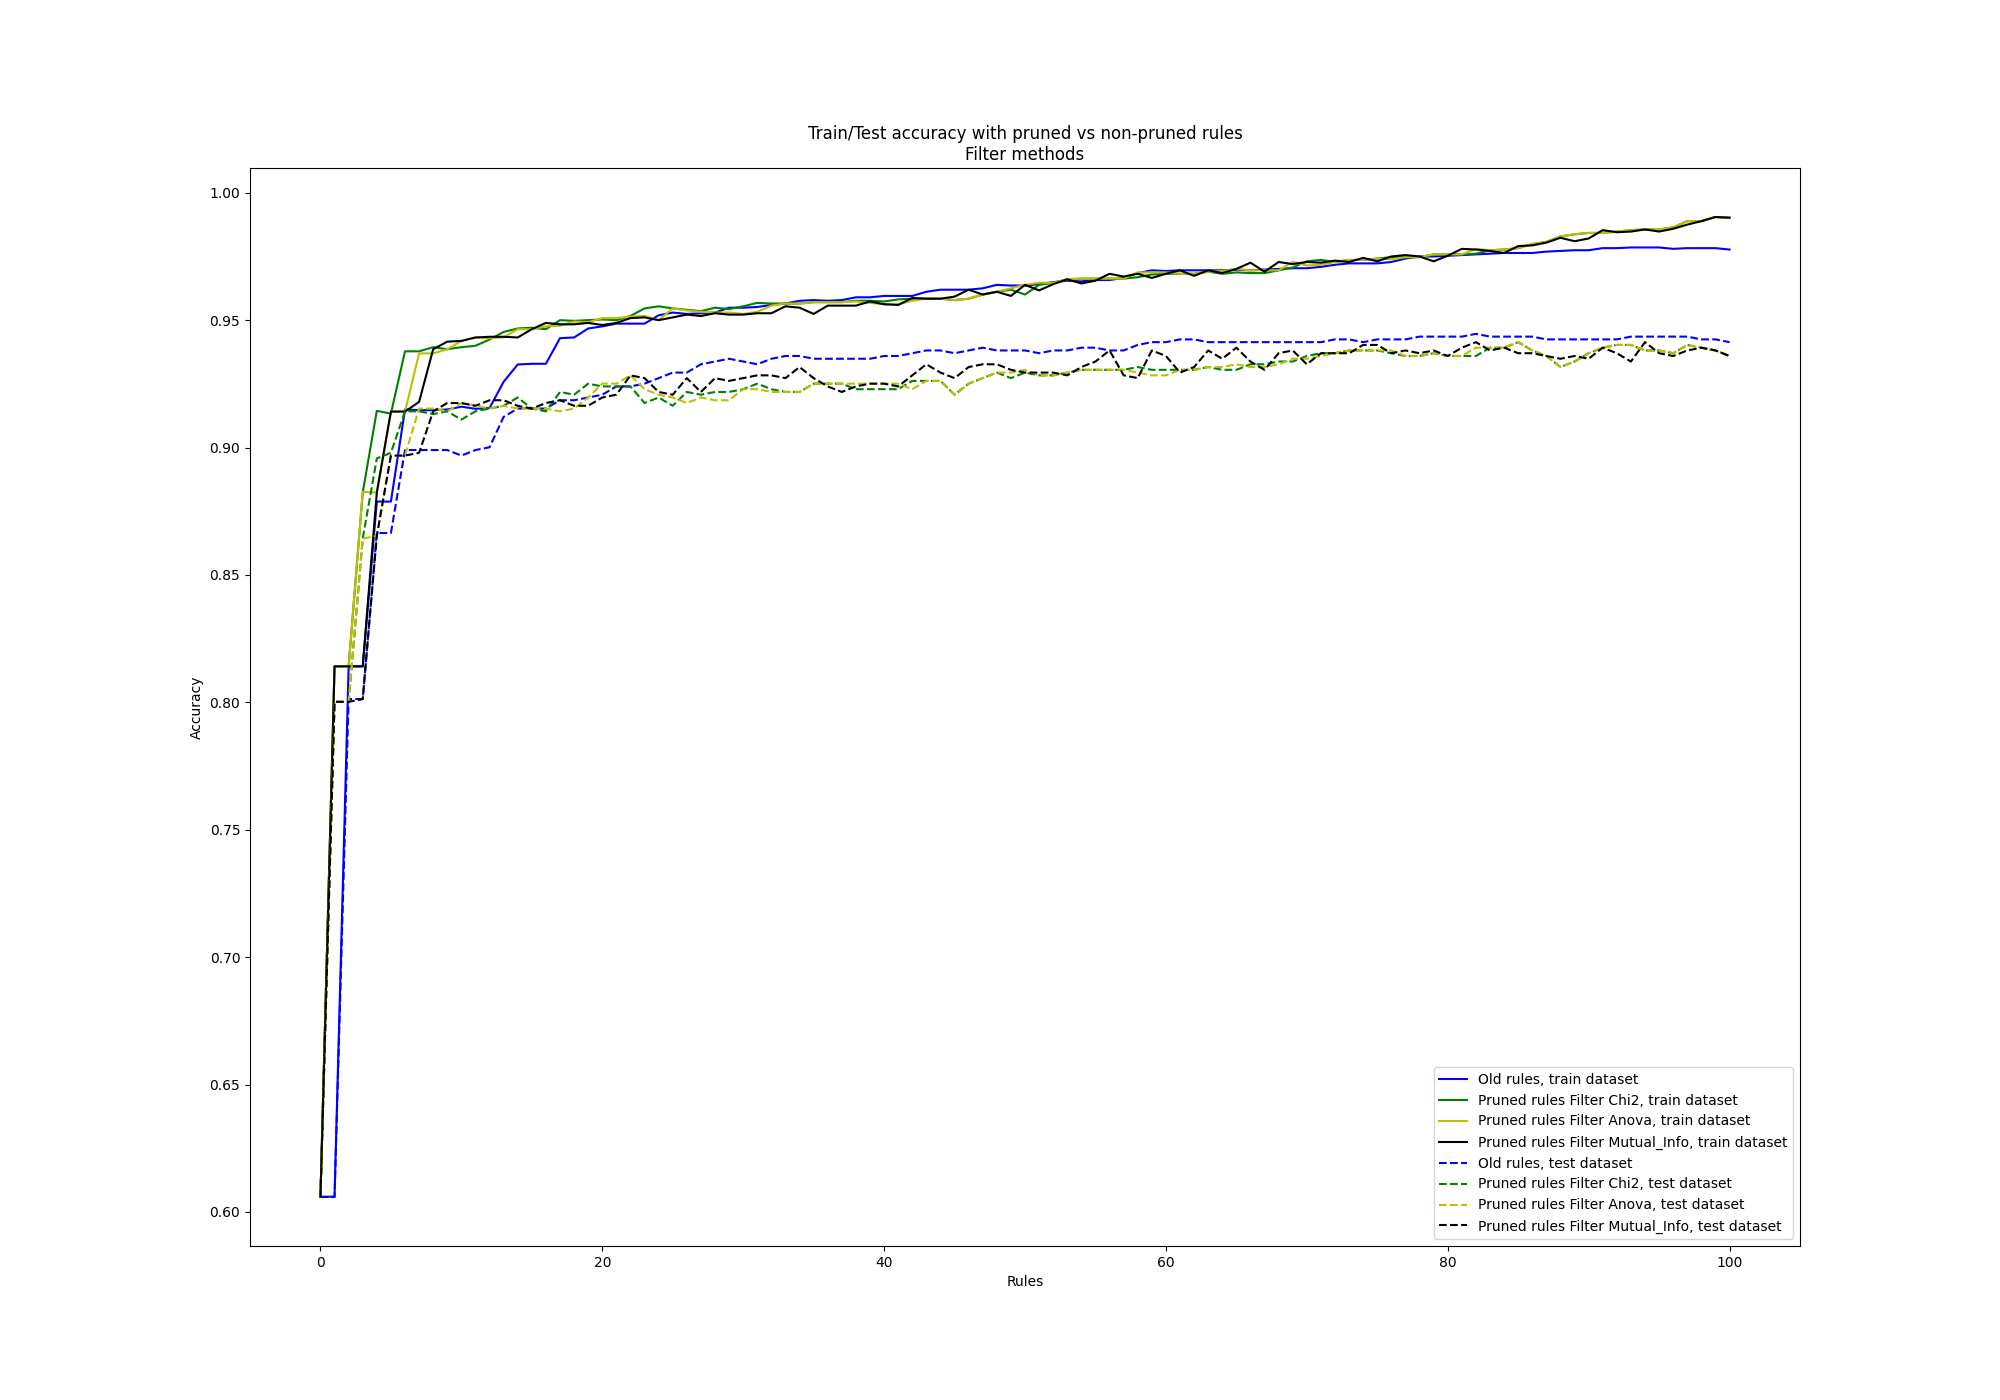 Train/Test accuracy with pruned vs non-pruned rules
Filter methods
1.00
0.95
0.90
0.85
0.80
0.75
0.70
0.65
0.60
Accuracy
0 20 40 60 80 100
Rules
Old rules, train dataset
Pruned rules Filter Chi2, train dataset
Pruned rules Filter Anova, train dataset
Pruned rules Filter Mutual_Info, train dataset
Old rules, test dataset
Pruned rules Filter Chi2, test dataset
Pruned rules Filter Anova, test dataset
Pruned rules Filter Mutual_Info, test dataset